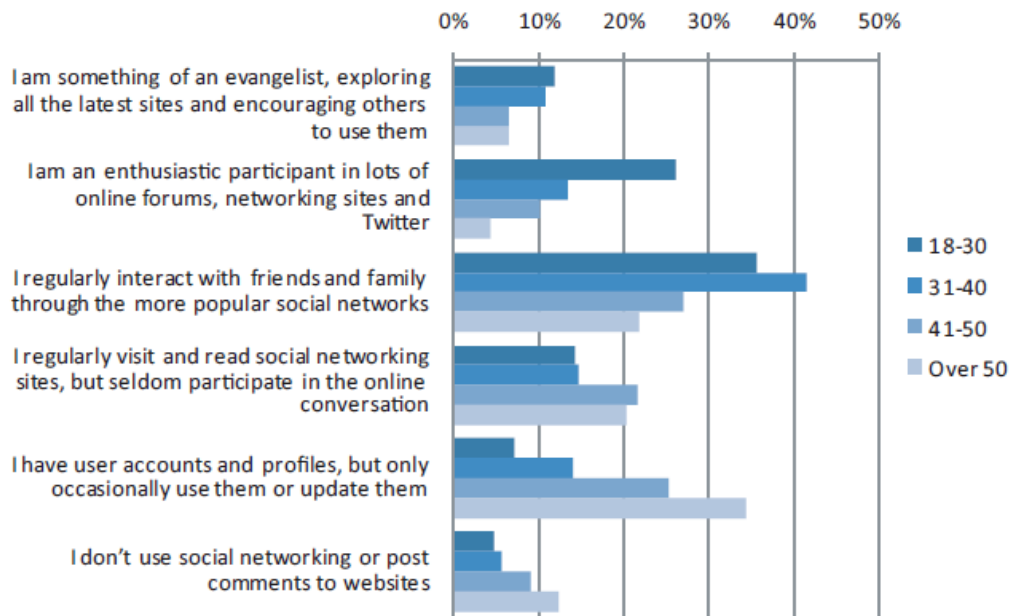 0% 10% 20% 30% 40% 50%
I am something of an evangelist, exploring
all the latest sites and encouraging others
to use them
I am an enthusiastic participant in lots of
online forums, networking sites and
Twitter
I regularly interact with friends and family
through the more popular social networks
I regularly visit and read social networking
sites, but seldom participate in the online
conversation
I have user accounts and profiles, but only
occasionally use them or update them
I don't use social networking or post
comments to websites
18-30
31-40
41-50
Over 50